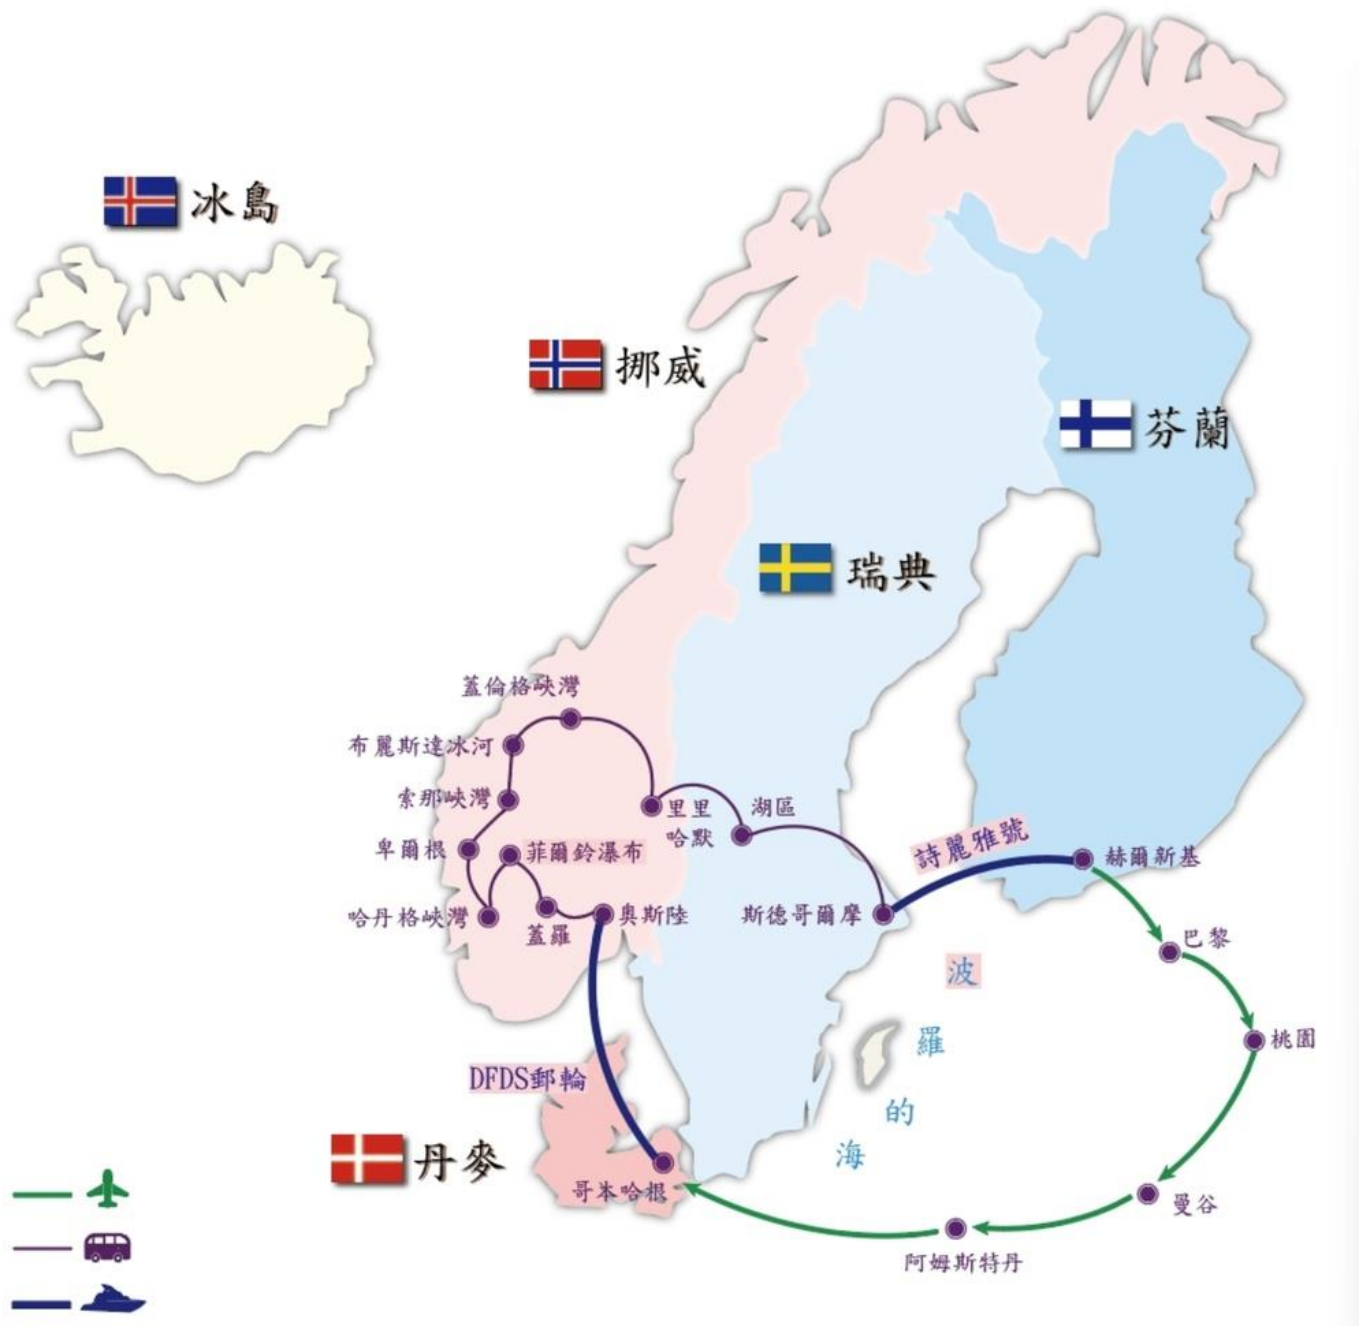 冰島
挪威
芬蘭
瑞典
蓋倫格峽灣
布麗斯達冰河
索那峽灣
里里
哈默
湖區
卑爾根
菲爾鈴瀑布
詩麗雅號
赫爾新基
哈丹格峽灣
蓋羅
奧斯陸
斯德哥爾摩
巴黎
波
羅
的
海
桃園
DFDS郵輪
丹麥
哥本哈根
曼谷
阿姆斯特丹